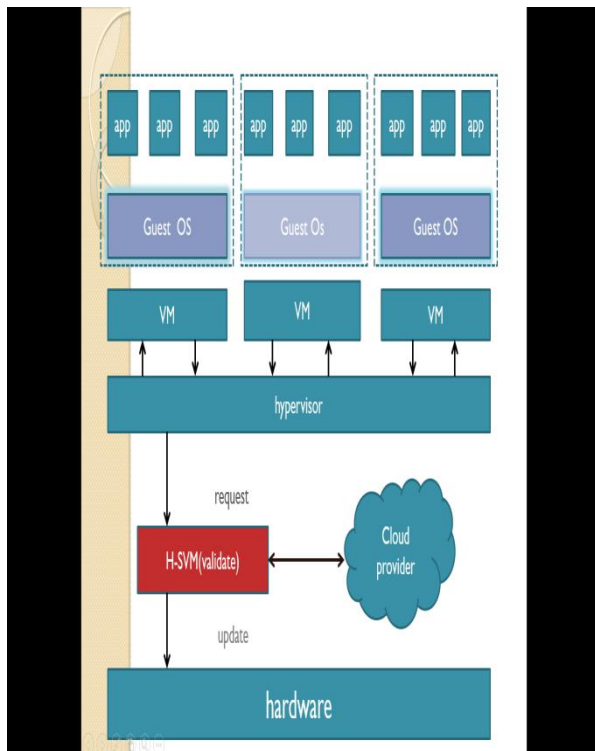 app app app app app app app app app
Guest OS Guest Os Guest OS
VM VM VM
hypervisor
request
H-SVM(validate)
Cloud
provider
update
hardware